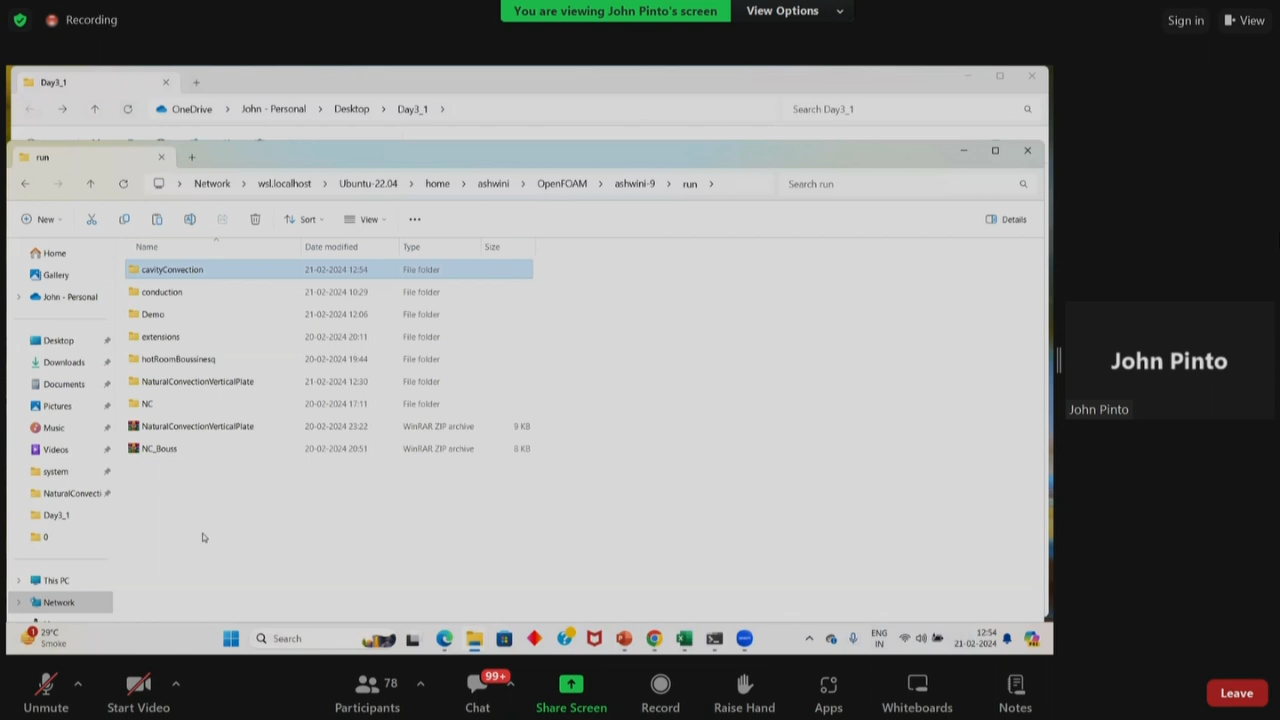 Recording
You are viewing John Pinto's screen
View Options
Sign in
View
Day3_1
OneDrive > John - Personal > Desktop > Day3_1 >
Search Day3_1
run
Network > wsl.localhost > Ubuntu-22.04 > home > ashwini > OpenFOAM > ashwini-9 > run >
Search run
New
Sort
View
Details
Name Date modified Type Size
cavityConvection 21-02-2024 12:54 File folder
conduction 21-02-2024 10:29 File folder
Demo 21-02-2024 12:06 File folder
extensions 20-02-2024 20:11 File folder
hotRoomBoussinesq 20-02-2024 19:44 File folder
NaturalConvectionVerticalPlate 21-02-2024 12:30 File folder
NC 20-02-2024 17:11 File folder
NaturalConvectionVerticalPlate 20-02-2024 23:22 WinRAR ZIP archive 9 KB
NC_Bouss 20-02-2024 20:51 WinRAR ZIP archive 8 KB
Home
Gallery
John - Personal
Desktop
Downloads
Documents
Pictures
Music
Videos
system
NaturalConvecti
Day3_1
0
This PC
Network
John Pinto
John Pinto
1
29°C
Smoke
Search
ENG
IN
12:54
21-02-2024
Unmute
Start Video
78
Participants
99+
Chat
Share Screen
Record
Raise Hand
Apps
Whiteboards
Notes
Leave